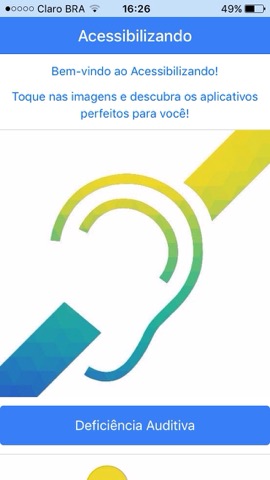 Claro BRA 16:26 49%
Acessibilizando
Bem-vindo ao Acessibilizando!
Toque nas imagens e descubra os aplicativos
perfeitos para você!
Deficiência Auditiva